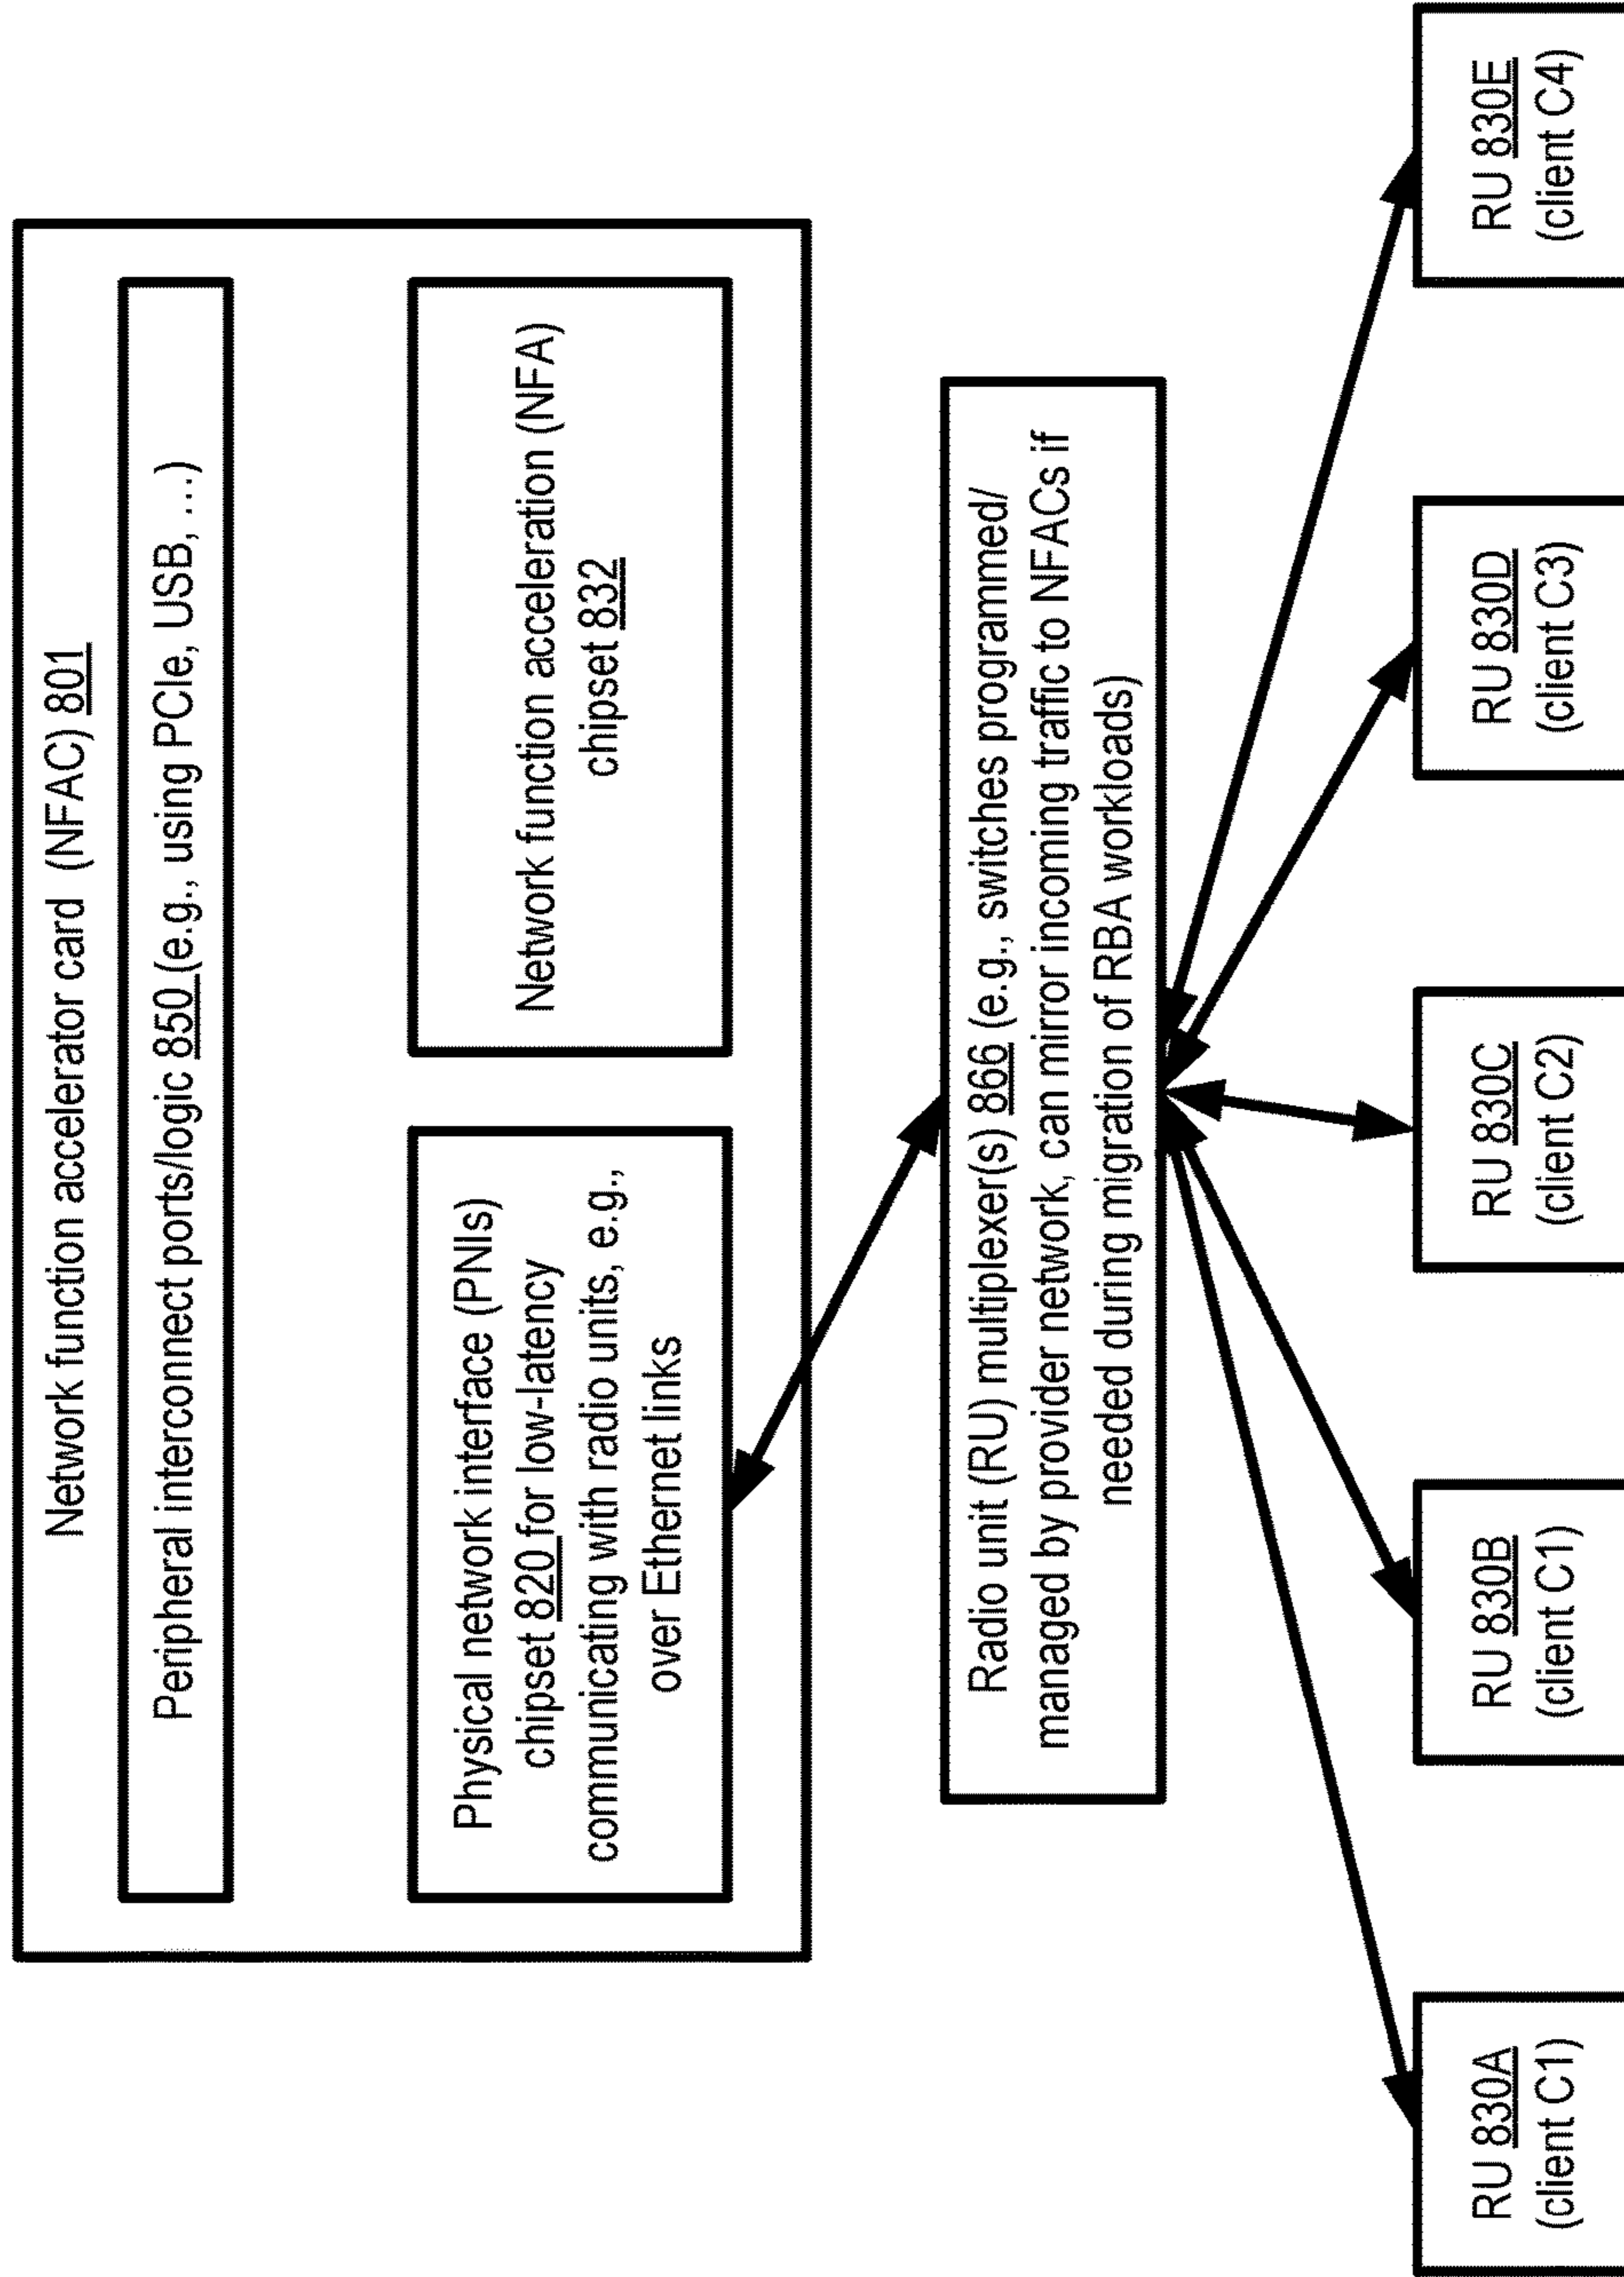 Network function accelerator card (NFAC) 801
Peripheral interconnect ports/logic 850 (e.g., using PCIe, USB, …)
Physical network interface (PNIs)
chipset 820 for low-latency
communicating with radio units, e.g.,
over Ethernet links
Network function acceleration (NFA)
chipset 832
Radio unit (RU) multiplexer(s) 866 (e.g., switches programmed/
managed by provider network, can mirror incoming traffic to NFACs if
needed during migration of RBA workloads)
RU 830A
(client C1)
RU 830B
(client C1)
RU 830C
(client C2)
RU 830D
(client C3)
RU 830E
(client C4)